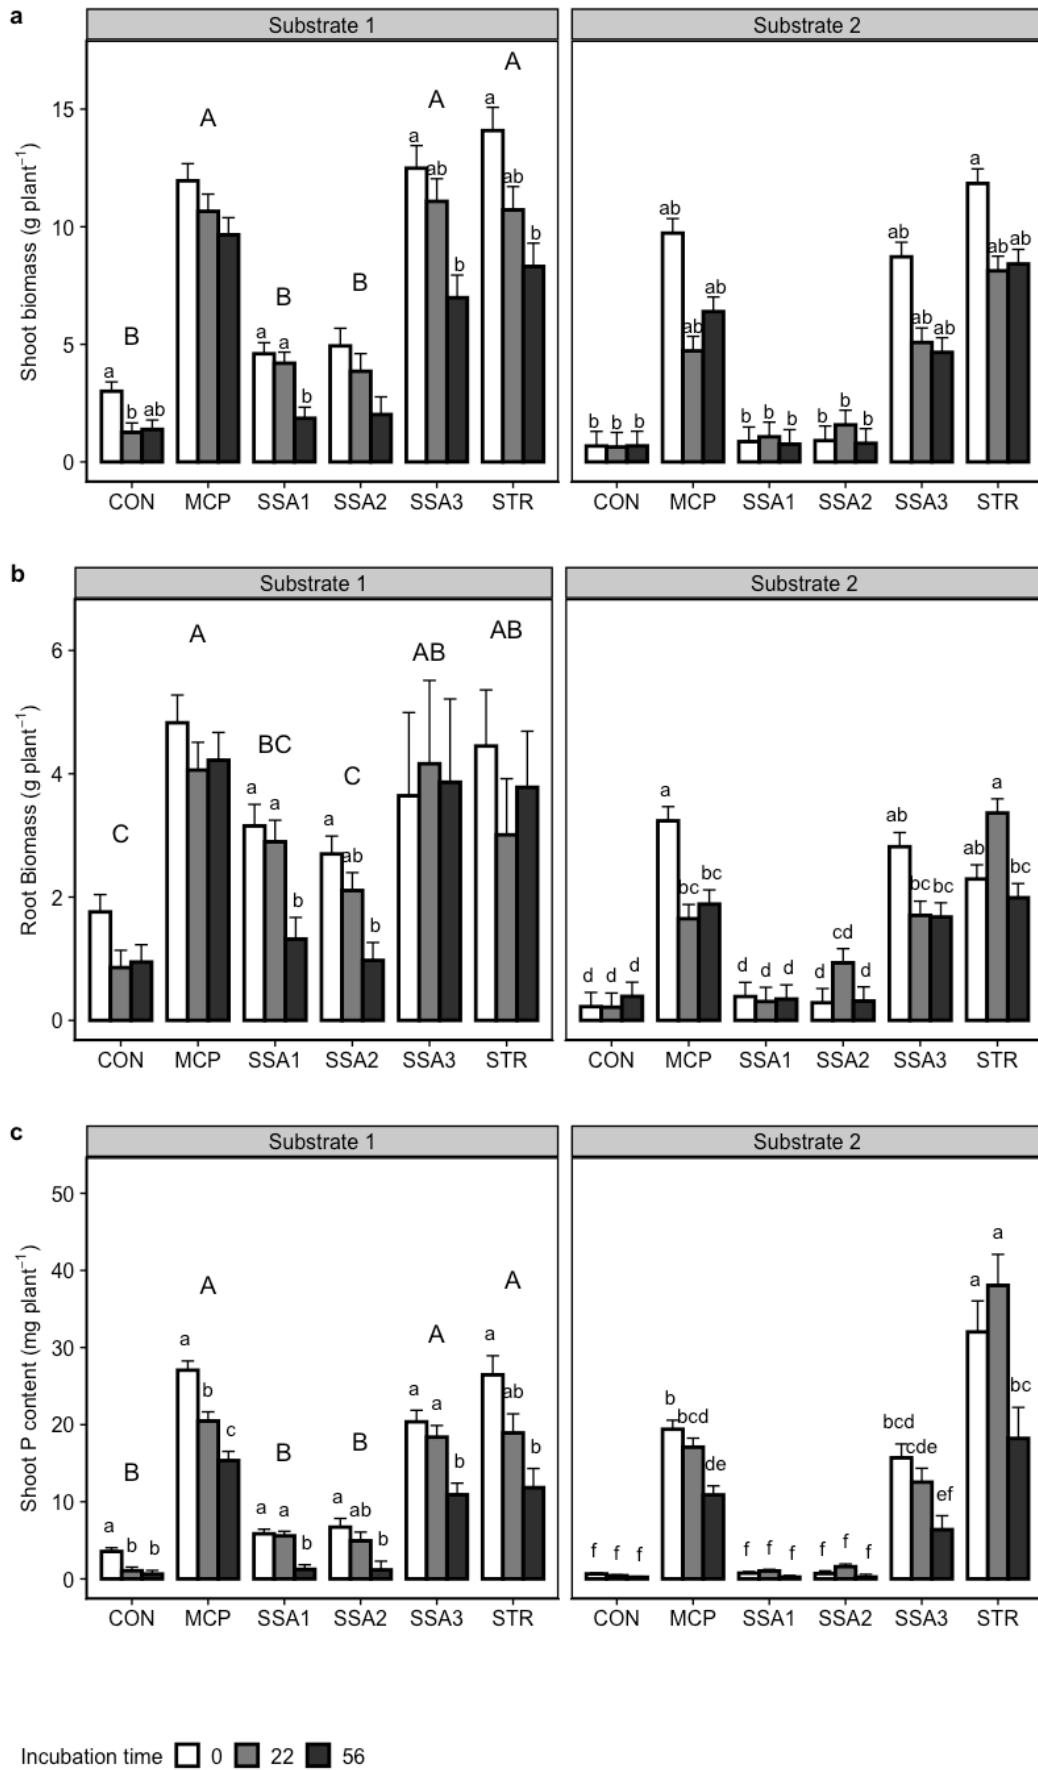 a
Substrate 1 Substrate 2
Shoot biomass (g plant⁻¹)
15
10
5
0
B A B B A A
a b ab
a a b
a ab b
a ab b
b b b
ab ab ab
b b b
b b b
ab ab ab
a ab ab
CON MCP SSA1 SSA2 SSA3 STR CON MCP SSA1 SSA2 SSA3 STR
b
Substrate 1 Substrate 2
Root Biomass (g plant⁻¹)
6
4
2
0
C A BC C AB AB
a a b
a ab b
d d d
a bc bc
d d d
d cd d
ab bc bc
ab a bc
CON MCP SSA1 SSA2 SSA3 STR CON MCP SSA1 SSA2 SSA3 STR
c
Substrate 1 Substrate 2
Shoot P content (mg plant⁻¹)
50
40
30
20
10
0
B A B B A A
a b b
a b c
a a b
a ab b
a a b
a ab b
f f f
b bcd de
f f f
f f f
bcd cde ef
a a bc
CON MCP SSA1 SSA2 SSA3 STR CON MCP SSA1 SSA2 SSA3 STR
Incubation time 0 22 56